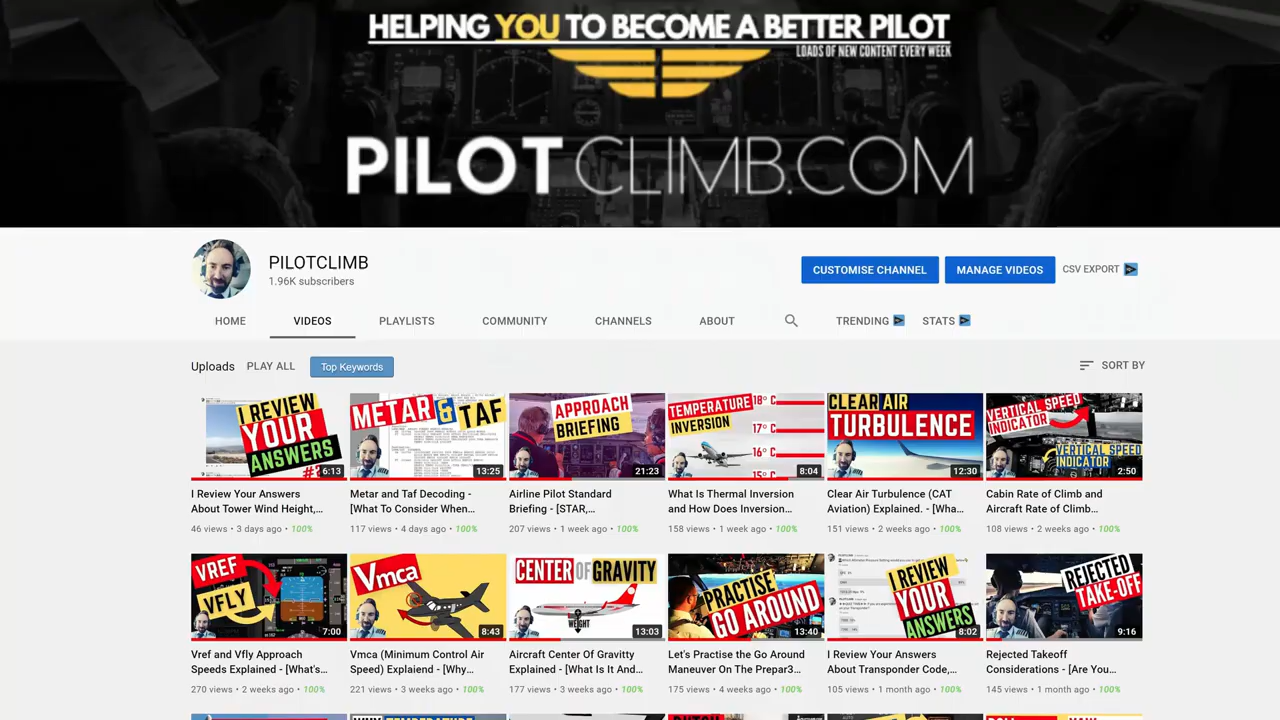 HELPING YOU TO BECOME A BETTER PILOT
LOADS OF NEW CONTENT EVERY WEEK
PILOTCLIMB.COM
PILOTCLIMB
1.96K subscribers
CUSTOMISE CHANNEL
MANAGE VIDEOS
CSV EXPORT
HOME
VIDEOS
PLAYLISTS
COMMUNITY
CHANNELS
ABOUT
TRENDING
STATS
Uploads
PLAY ALL
Top Keywords
SORT BY
I REVIEW
YOUR
ANSWERS
6:13
METAR & TAF
13:25
APPROACH
BRIEFING
21:23
TEMPERATURE
INVERSION
18º C
17º C
16º C
15º C
8:04
CLEAR AIR
TURBULENCE
12:30
VERTICAL SPEED
INDICATOR
VERTICAL SPEED
INDICATOR
2:50
I Review Your Answers
About Tower Wind Height,...
46 views • 3 days ago • 100%
Metar and Taf Decoding -
[What To Consider When...
117 views • 4 days ago • 100%
Airline Pilot Standard
Briefing - [STAR,...
207 views • 1 week ago • 100%
What Is Thermal Inversion
and How Does Inversion...
158 views • 1 week ago • 100%
Clear Air Turbulence (CAT
Aviation) Explained. - [Wha...
151 views • 2 weeks ago • 100%
Cabin Rate of Climb and
Aircraft Rate of Climb...
108 views • 2 weeks ago • 100%
VREF
VFLY
7:00
Vmca
8:43
CENTER OF GRAVITY
WEIGHT
13:03
PRACTISE
GO AROUND
13:40
I REVIEW
YOUR
ANSWERS
8:02
REJECTED
TAKE-OFF
9:16
Vref and Vfly Approach
Speeds Explained - [What's...
270 views • 2 weeks ago • 100%
Vmca (Minimum Control Air
Speed) Explaiend - [Why...
221 views • 3 weeks ago • 100%
Aircraft Center Of Gravitty
Explained - [What Is It And...
177 views • 3 weeks ago • 100%
Let's Practise the Go Around
Maneuver On The Prepar3...
175 views • 4 weeks ago • 100%
I Review Your Answers
About Transponder Code,...
105 views • 1 month ago • 100%
Rejected Takeoff
Considerations - [Are You...
145 views • 1 month ago • 100%